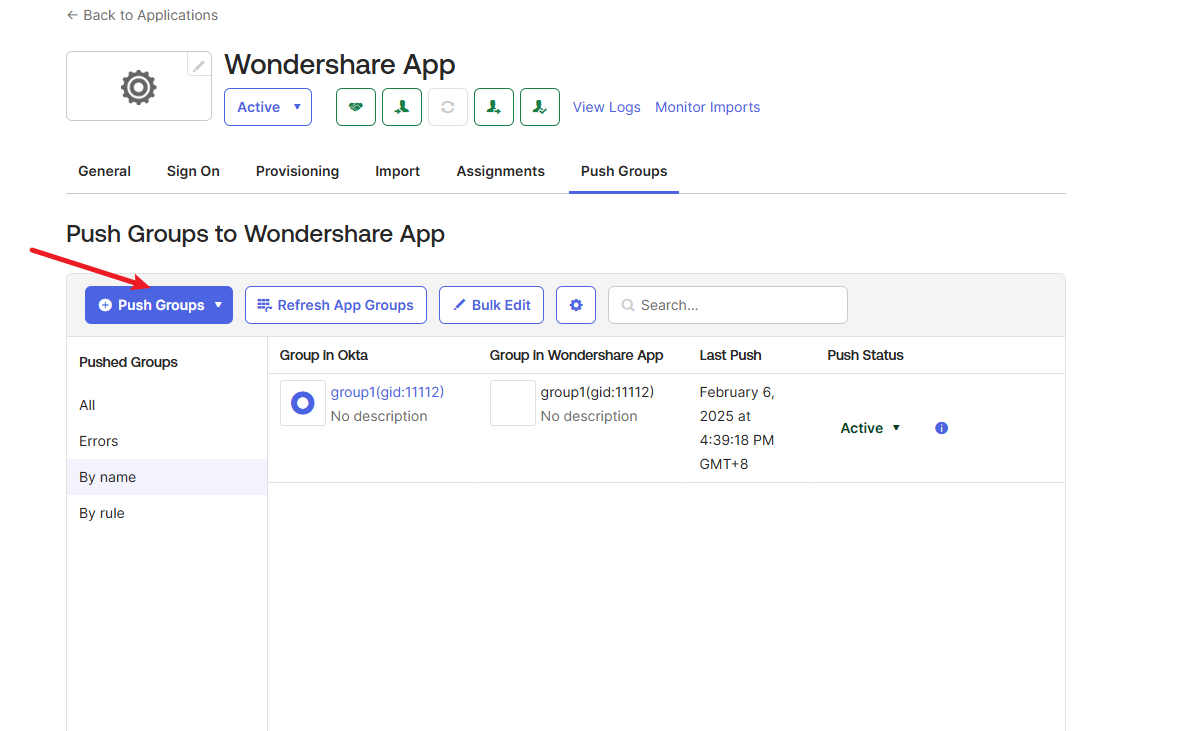 ← Back to Applications
Wondershare App
Active ▼ View Logs Monitor Imports
General Sign On Provisioning Import Assignments Push Groups
Push Groups to Wondershare App
Push Groups ▼ Refresh App Groups Bulk Edit Search...
Pushed Groups
All
Errors
By name
By rule
Group in Okta Group in Wondershare App Last Push Push Status
group1(gid:11112)
No description
group1(gid:11112)
No description
February 6,
2025 at
4:39:18 PM
GMT+8
Active ▼